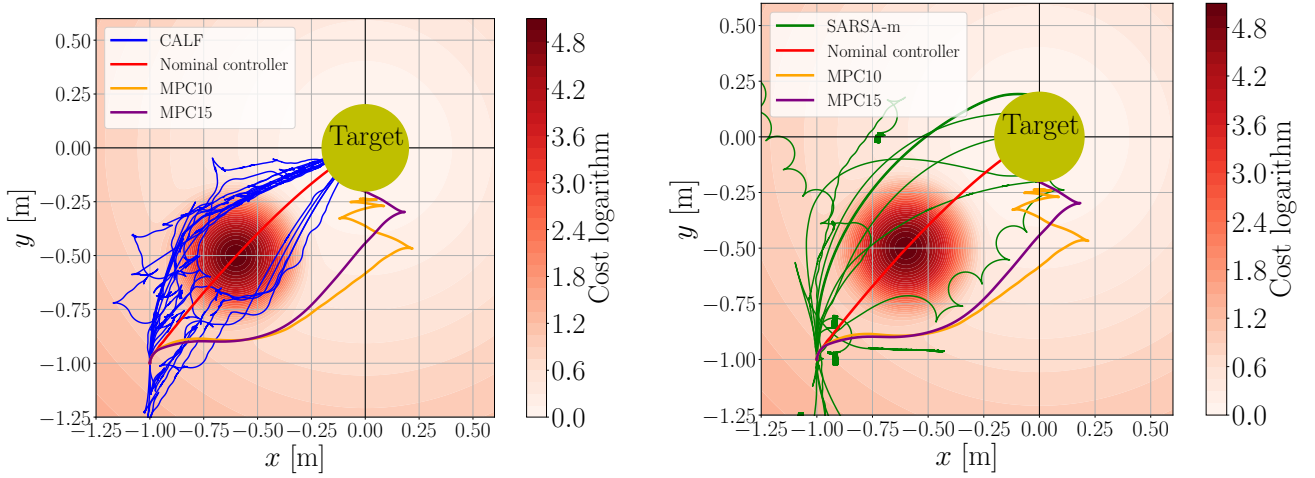 CALF
Nominal controller
MPC10
MPC15
Target
0.50
0.25
0.00
−0.25
−0.50
−0.75
−1.00
−1.25
y [m]
−1.25 −1.00 −0.75 −0.50 −0.25 0.00 0.25 0.50
x [m]
4.8
4.2
3.6
3.0
2.4
1.8
1.2
0.6
0.0
Cost logarithm
SARSA-m
Nominal controller
MPC10
MPC15
Target
0.50
0.25
0.00
−0.25
−0.50
−0.75
−1.00
−1.25
y [m]
−1.25 −1.00 −0.75 −0.50 −0.25 0.00 0.25 0.50
x [m]
4.8
4.2
3.6
3.0
2.4
1.8
1.2
0.6
0.0
Cost logarithm